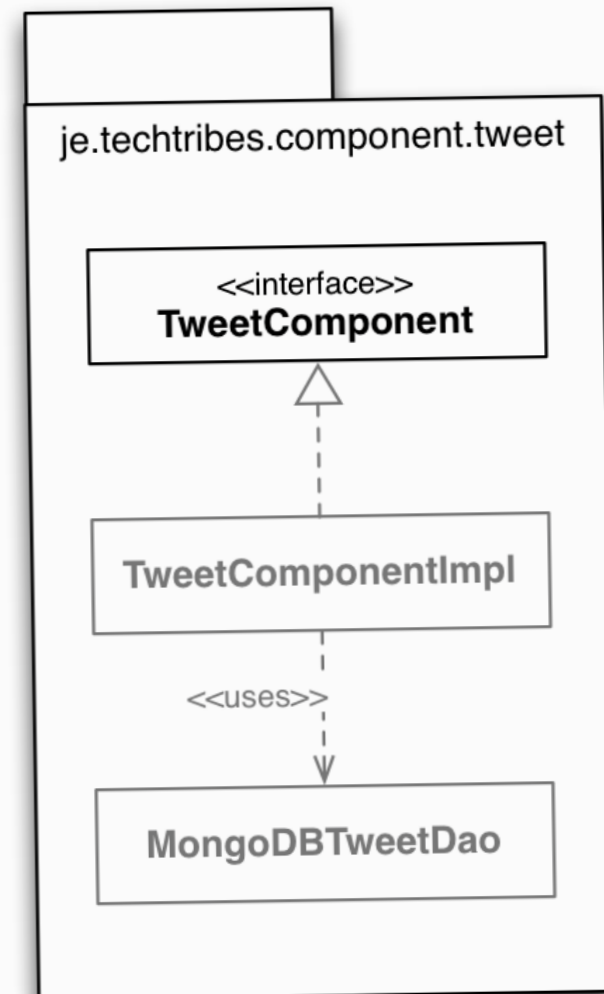 je.techtribes.component.tweet
<<interface>>
TweetComponent
TweetComponentImpl
<<uses>>
MongoDBTweetDao